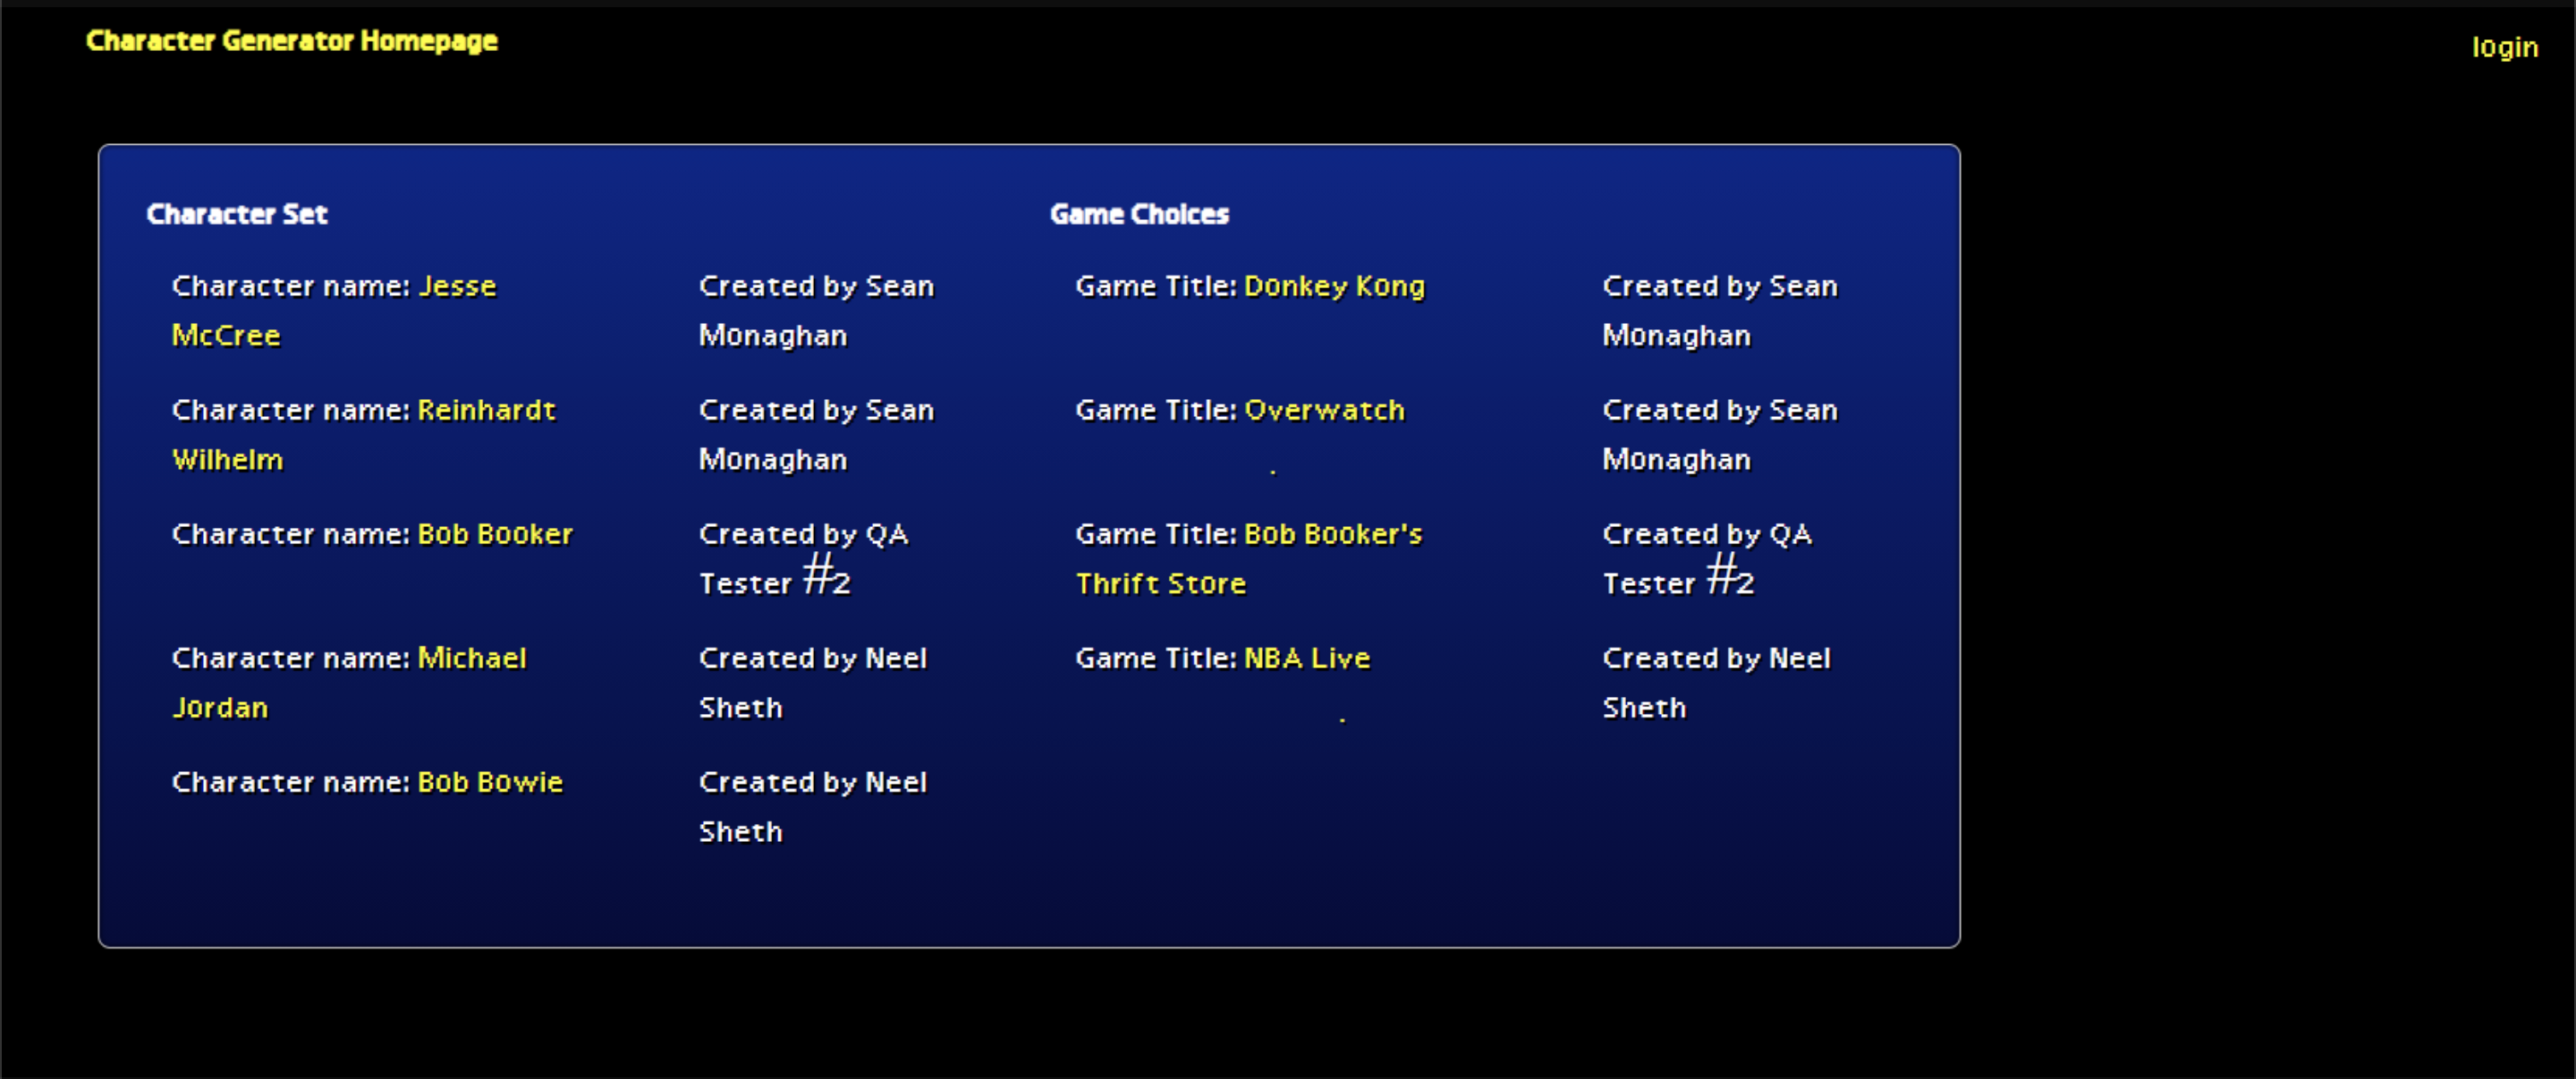 Character Generator Homepage
login
Character Set
Character name: Jesse
McCree
Created by Sean
Monaghan
Character name: Reinhardt
Wilhelm
Created by Sean
Monaghan
Character name: Bob Booker
Created by QA
Tester #2
Character name: Michael
Jordan
Created by Neel
Sheth
Character name: Bob Bowie
Created by Neel
Sheth
Game Choices
Game Title: Donkey Kong
Created by Sean
Monaghan
Game Title: Overwatch
Created by Sean
Monaghan
Game Title: Bob Booker's
Thrift Store
Created by QA
Tester #2
Game Title: NBA Live
Created by Neel
Sheth